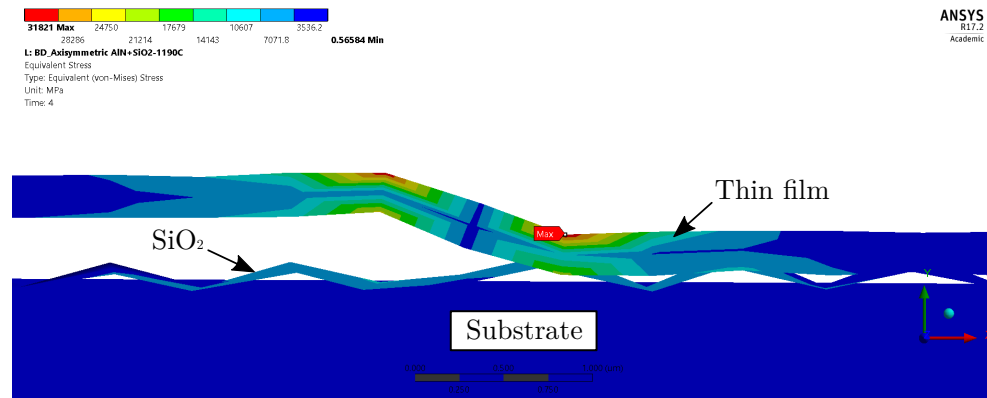 31821 Max 24750 17679 10607 3536.2
28286 21214 14143 7071.8 0.56584 Min
L: BD_Axisymmetric AlN+SiO2-1190C
Equivalent Stress
Type: Equivalent (von-Mises) Stress
Unit: MPa
Time: 4
ANSYS
R17.2
Academic
Thin film
Max
SiO₂
Y
Substrate